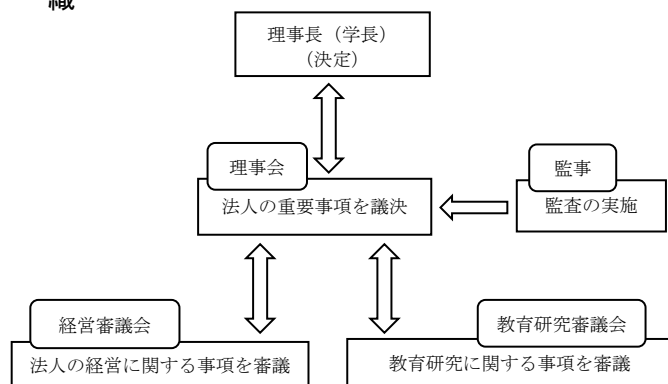 織
理事長（学長）
（決定）
理事会
法人の重要事項を議決
監事
監査の実施
経営審議会
法人の経営に関する事項を審議
教育研究審議会
教育研究に関する事項を審議